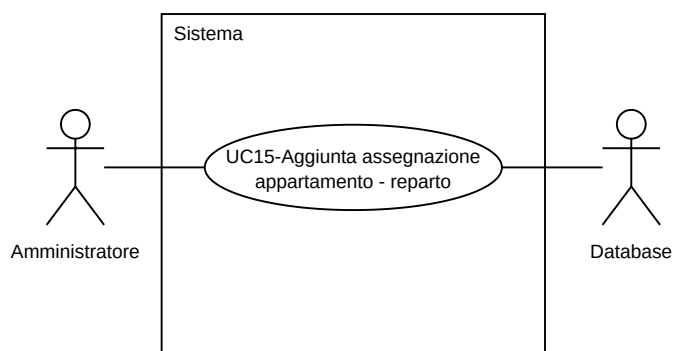 Sistema
UC15-Aggiunta assegnazione
appartamento - reparto
Amministratore
Database